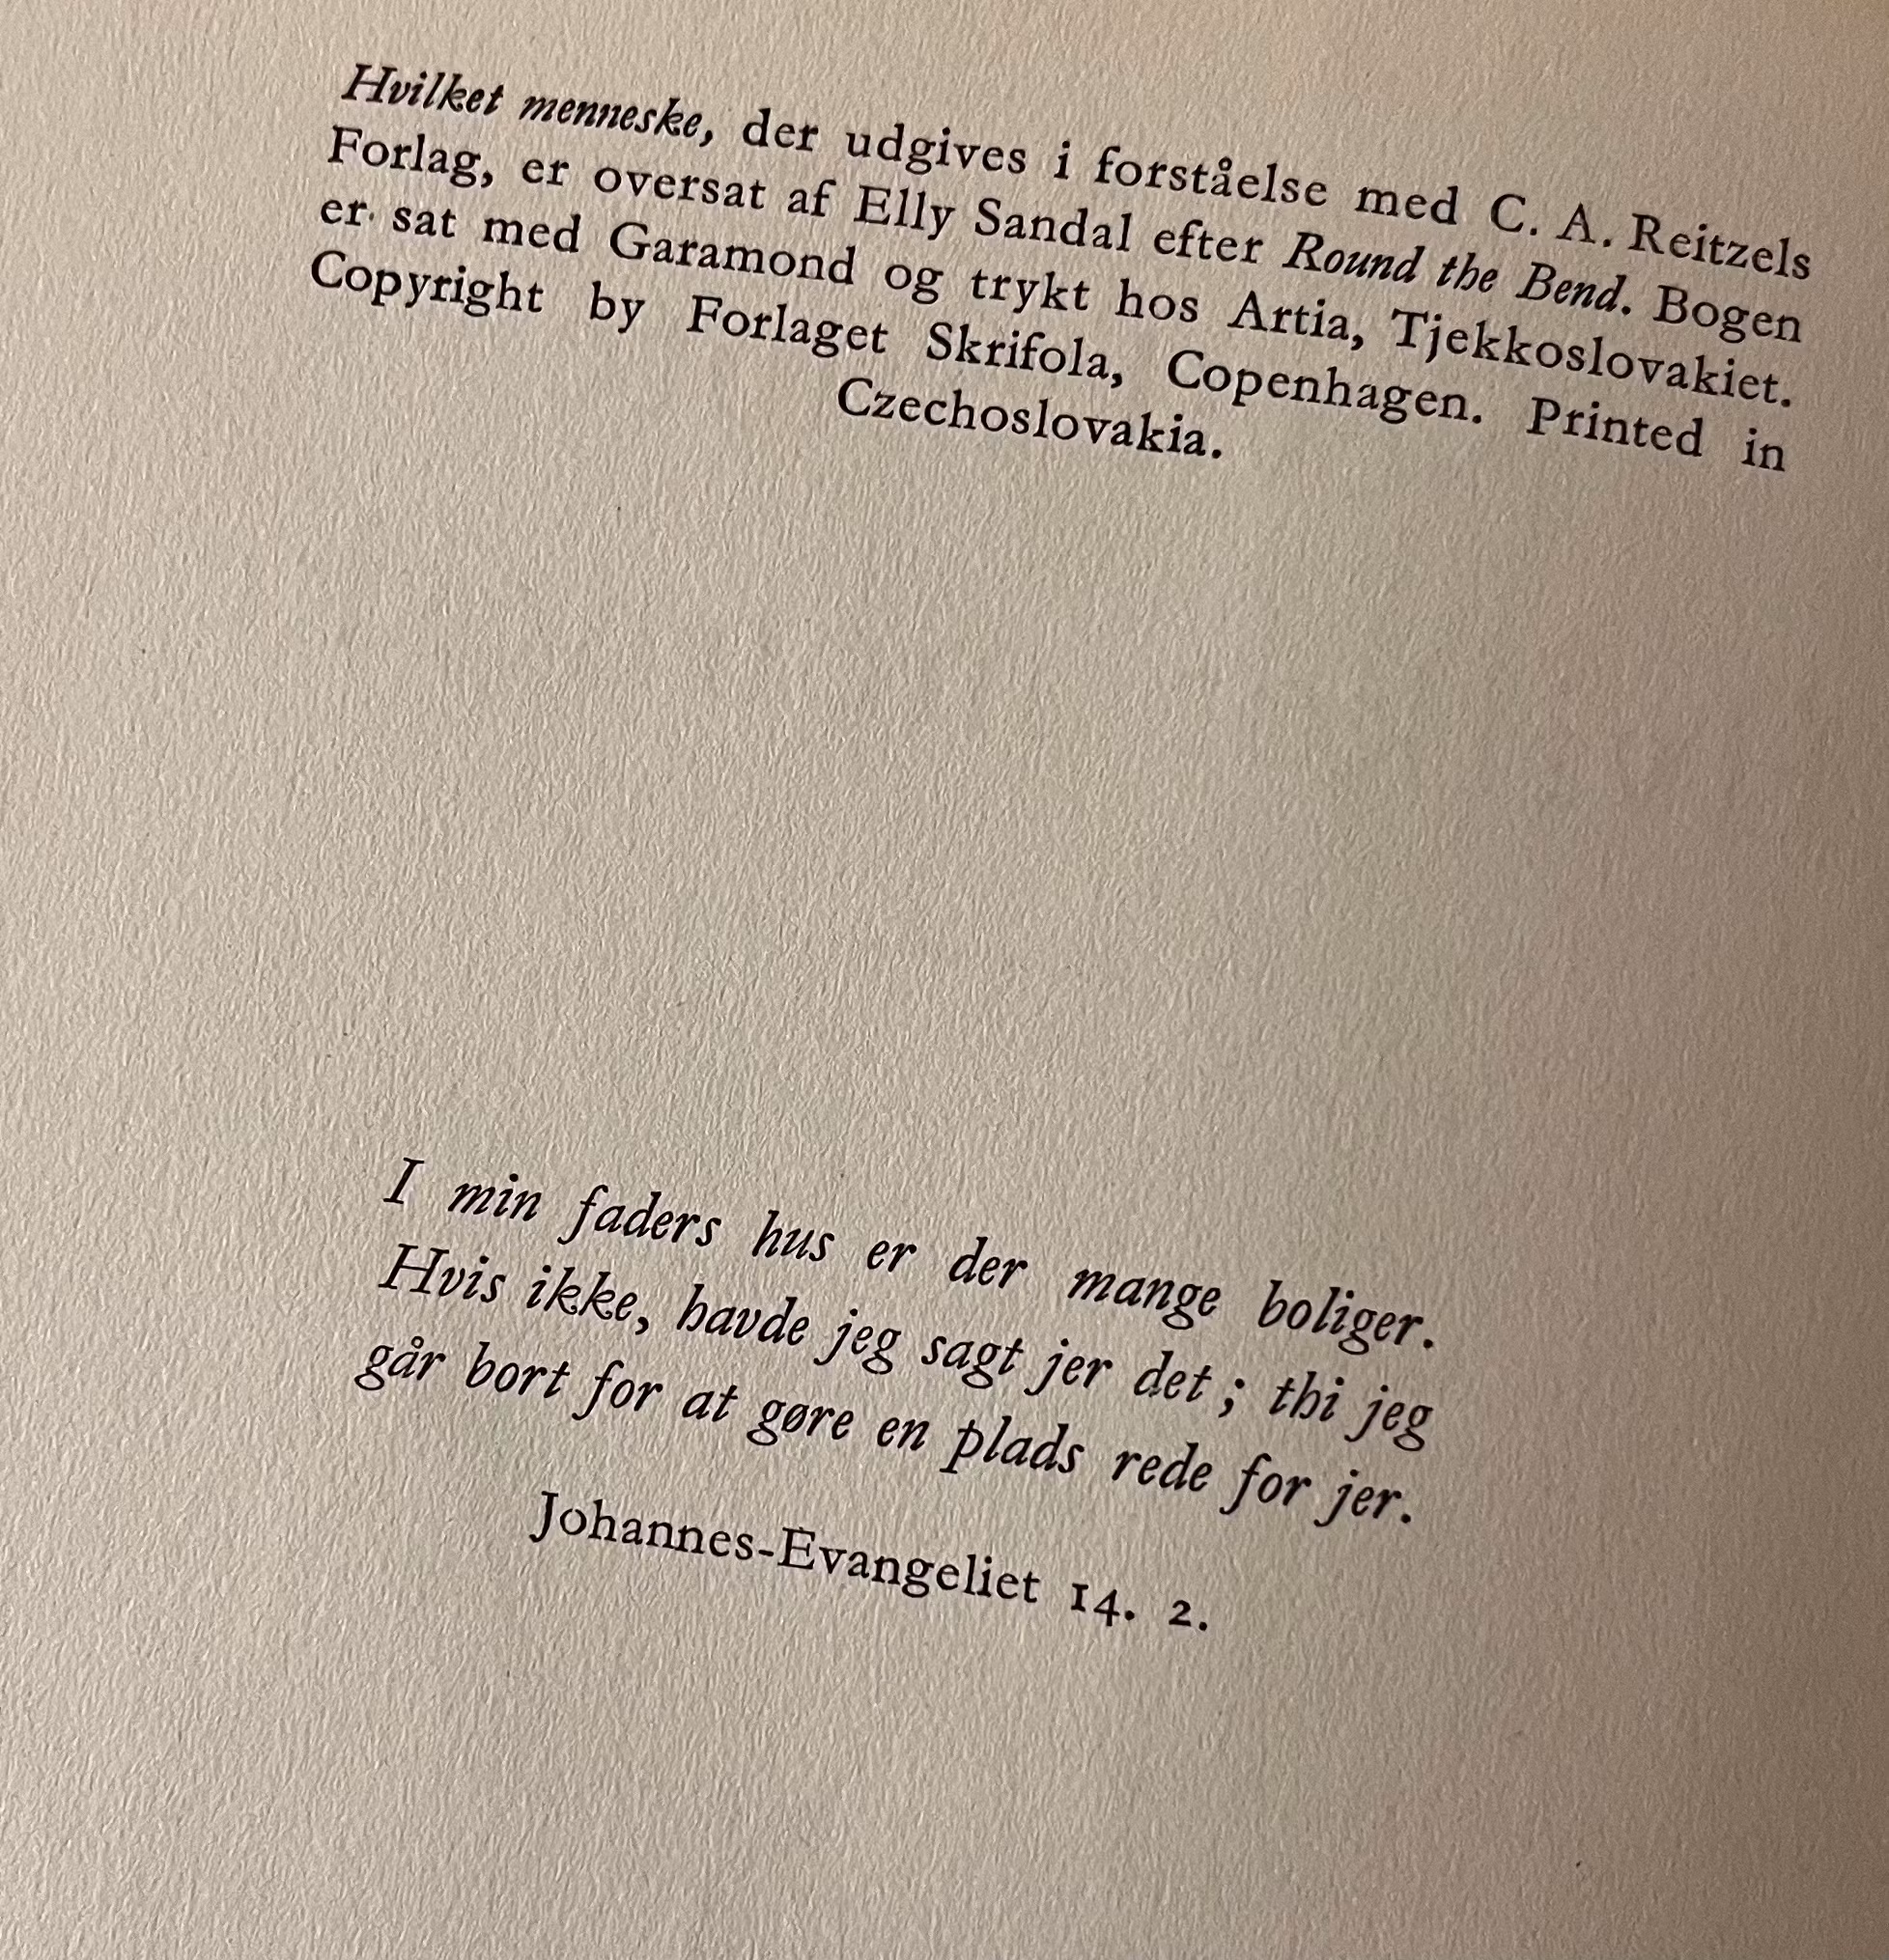 Hvilket menneske, der udgives i forståelse med C. A. Reitzels
Forlag, er oversat af Elly Sandal efter Round the Bend. Bogen
er sat med Garamond og trykt hos Artia, Tjekkoslovakiet.
Copyright by Forlaget Skrifola, Copenhagen. Printed in
Czechoslovakia.
I min faders hus er der mange boliger.
Hvis ikke, havde jeg sagt jer det; thi jeg
går bort for at gøre en plads rede for jer.
Johannes-Evangeliet 14. 2.